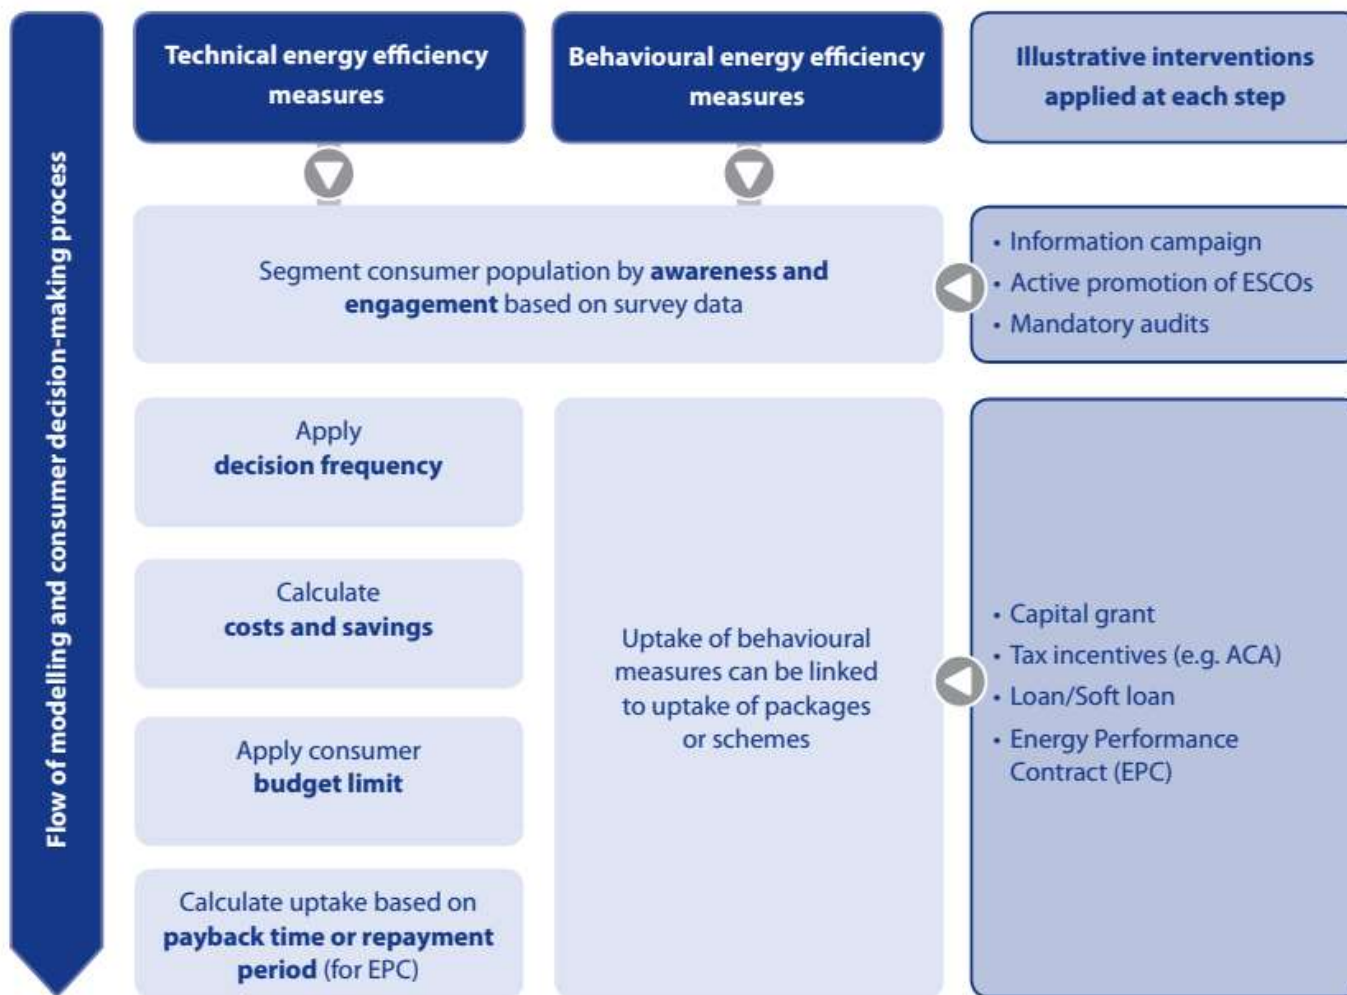 Flow of modelling and consumer decision-making process
Technical energy efficiency
measures
Behavioural energy efficiency
measures
Illustrative interventions
applied at each step
Segment consumer population by awareness and
engagement based on survey data
• Information campaign
• Active promotion of ESCOs
• Mandatory audits
Apply
decision frequency
Calculate
costs and savings
Apply consumer
budget limit
Calculate uptake based on
payback time or repayment
period (for EPC)
Uptake of behavioural
measures can be linked
to uptake of packages
or schemes
• Capital grant
• Tax incentives (e.g. ACA)
• Loan/Soft loan
• Energy Performance
Contract (EPC)